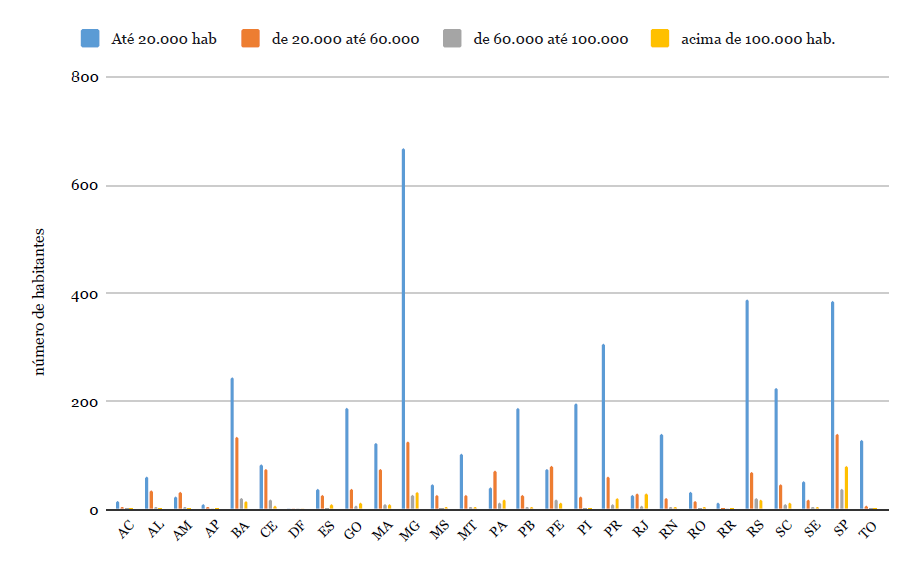 Até 20.000 hab   de 20.000 até 60.000   de 60.000 até 100.000   acima de 100.000 hab.
número de habitantes
800
600
400
200
0
AC AL AM AP BA CE DF ES GO MA MG MS MT PA PB PE PI PR RJ RN RO RR RS SC SE SP TO